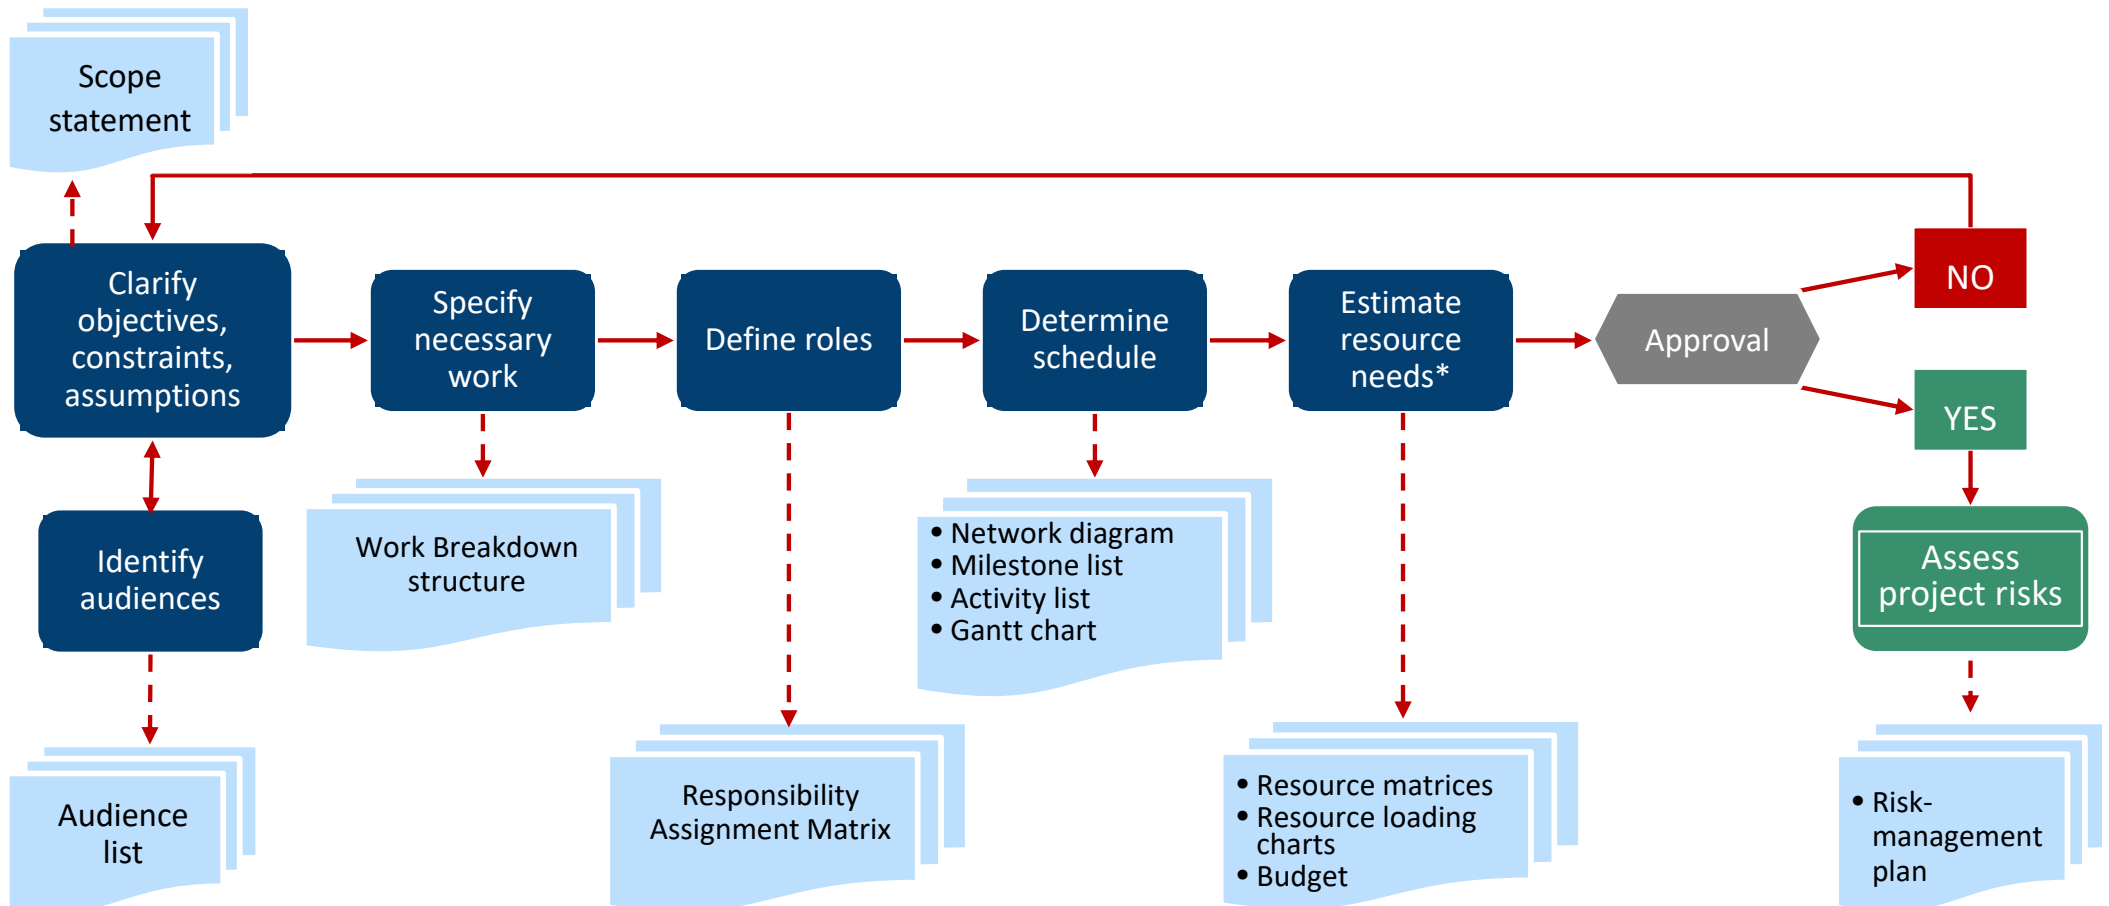 Scope
statement
Clarify
objectives,
constraints,
assumptions
Specify
necessary
work
Define roles
Determine
schedule
Estimate
resource
needs*
Approval
NO
YES
Identify
audiences
Work Breakdown
structure
• Network diagram
• Milestone list
• Activity list
• Gantt chart
Assess
project risks
Audience
list
Responsibility
Assignment Matrix
• Resource matrices
• Resource loading
charts
• Budget
• Risk-
management
plan